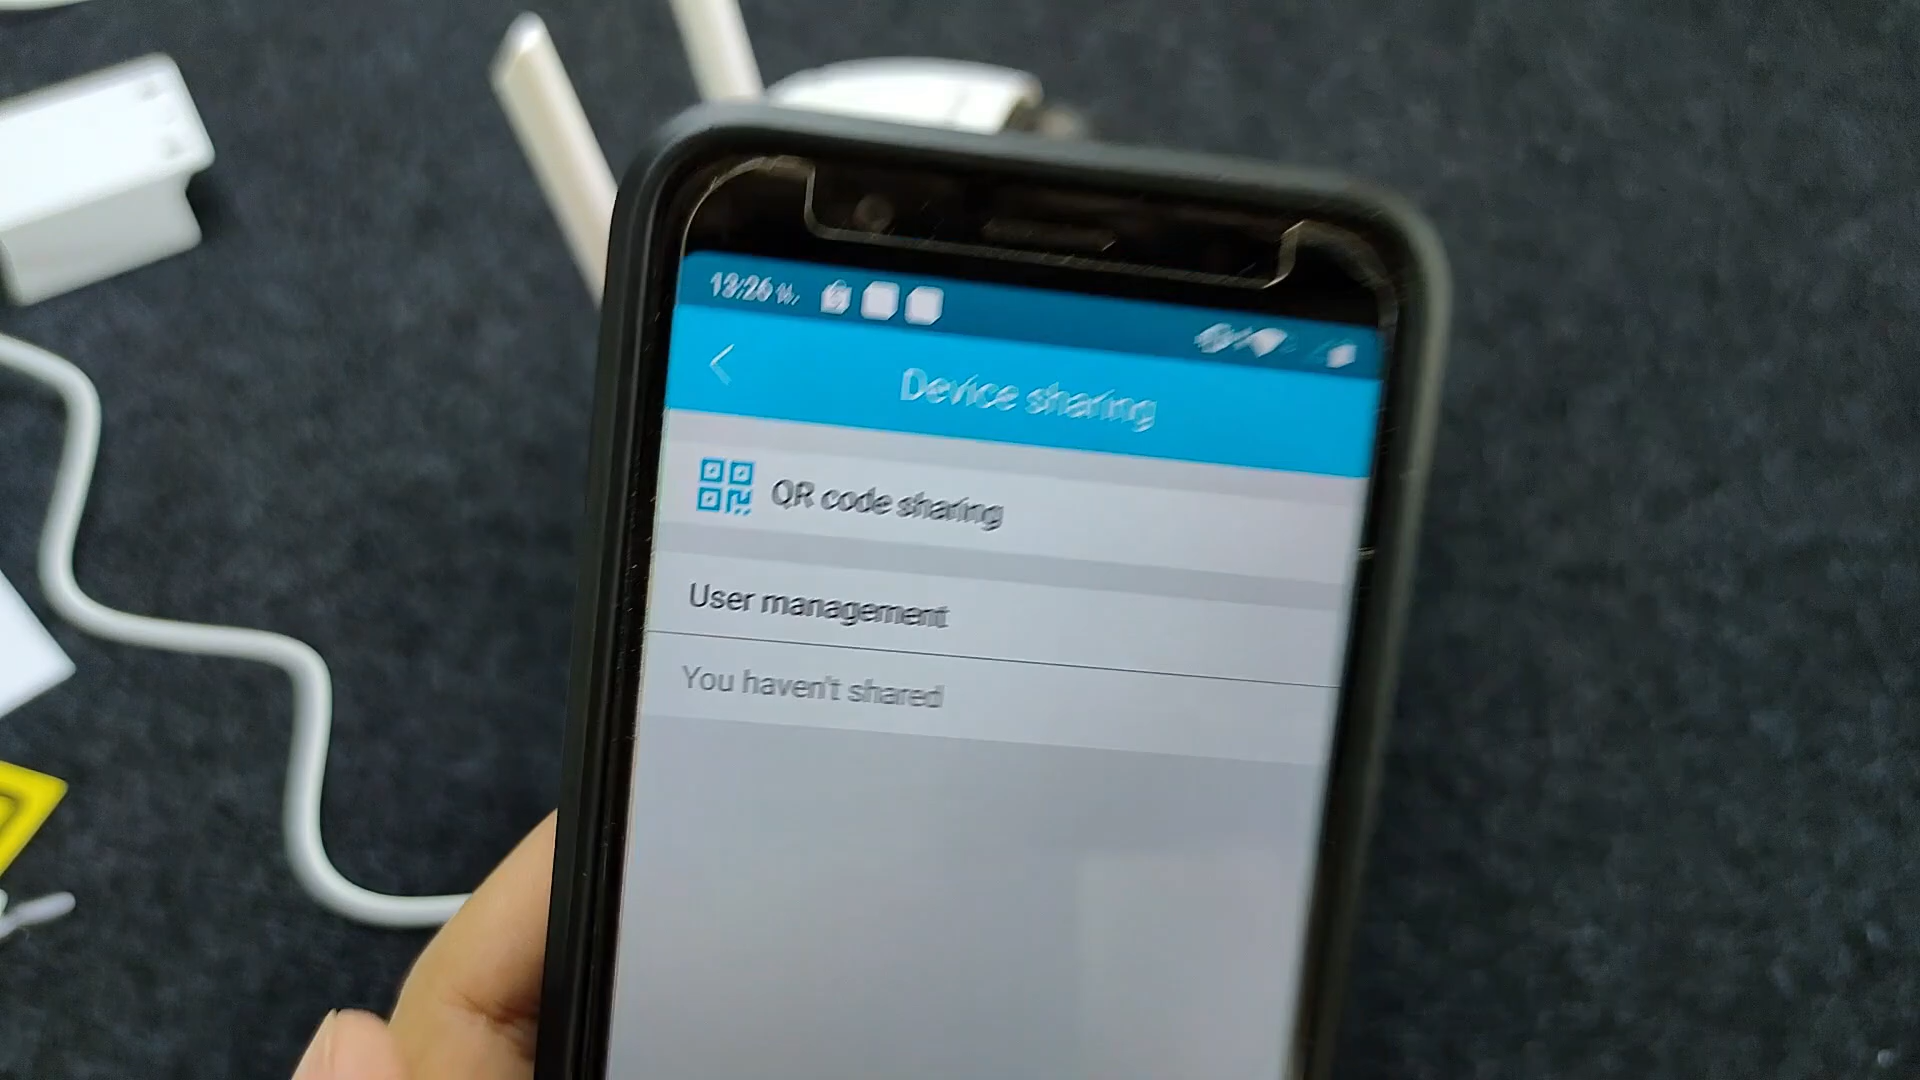 13:26
Device sharing
QR code sharing
User management
You haven't shared